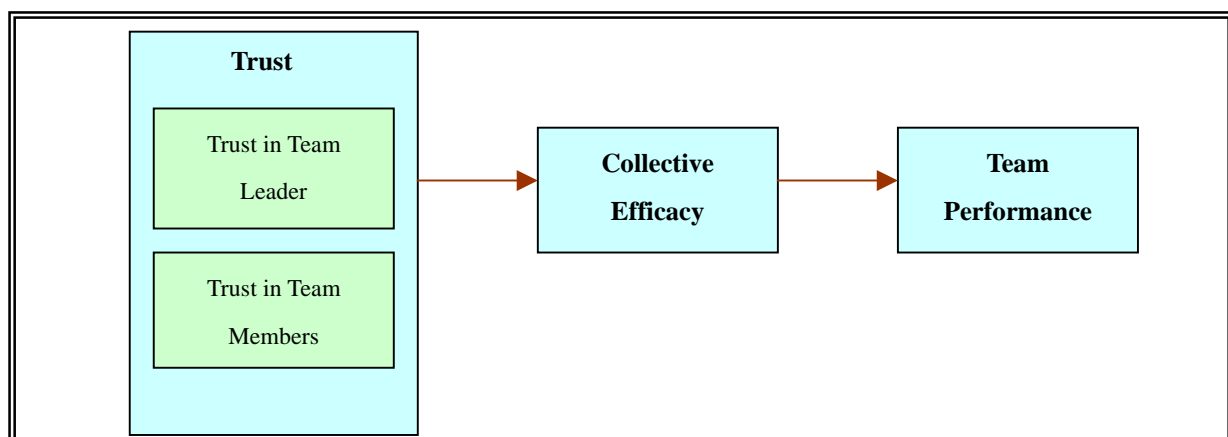 Trust
Trust in Team
Leader
Trust in Team
Members
Collective
Efficacy
Team
Performance